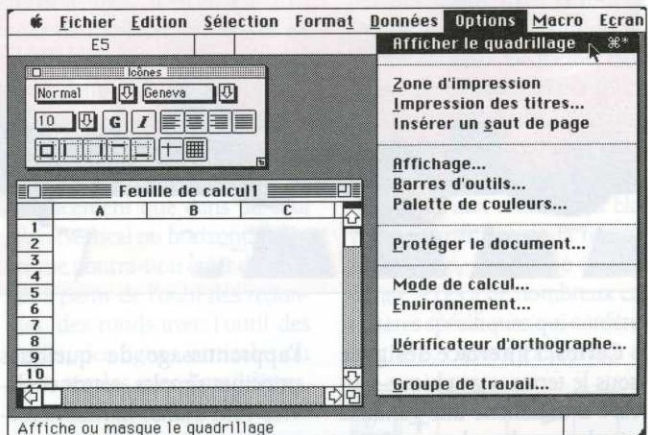 Fichier Edition Sélection Format Données Options Macro Ecran
E5
Afficher le quadrillage ⌘*
Icônes
Normal Geneva
10 G I
Zone d'impression
Impression des titres...
Insérer un saut de page
Affichage...
Barres d'outils...
Palette de couleurs...
Protéger le document...
Mode de calcul...
Environnement...
Vérificateur d'orthographe...
Groupe de travail...
Feuille de calcul1
A B C
1
2
3
4
5
6
7
8
9
10
11
Affiche ou masque le quadrillage